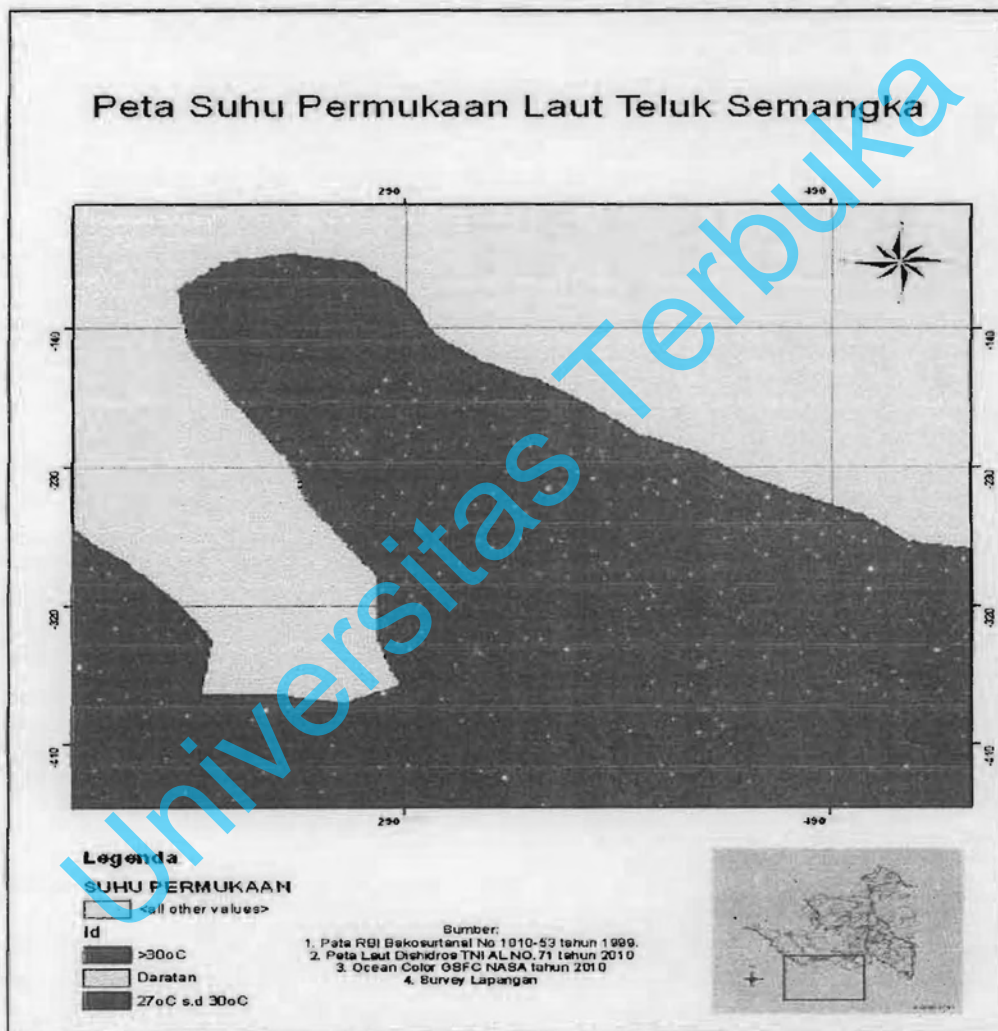 Peta Suhu Permukaan Laut Teluk Semangka
290 490
-140 -140
-230 -230
-320 -320
-410 -410
290 490
Universitas Terbuka
Legenda
SUHU PERMUKAAN
<all other values>
Id
>30oC
Daratan
27oC s.d 30oC
Sumber:
1. Peta RBI Bakosurtanal No 1010-53 tahun 1999.
2. Peta Laut Dishidros TNI AL NO.71 tahun 2010
3. Ocean Color GSFC NASA tahun 2010
4. Survey Lapangan